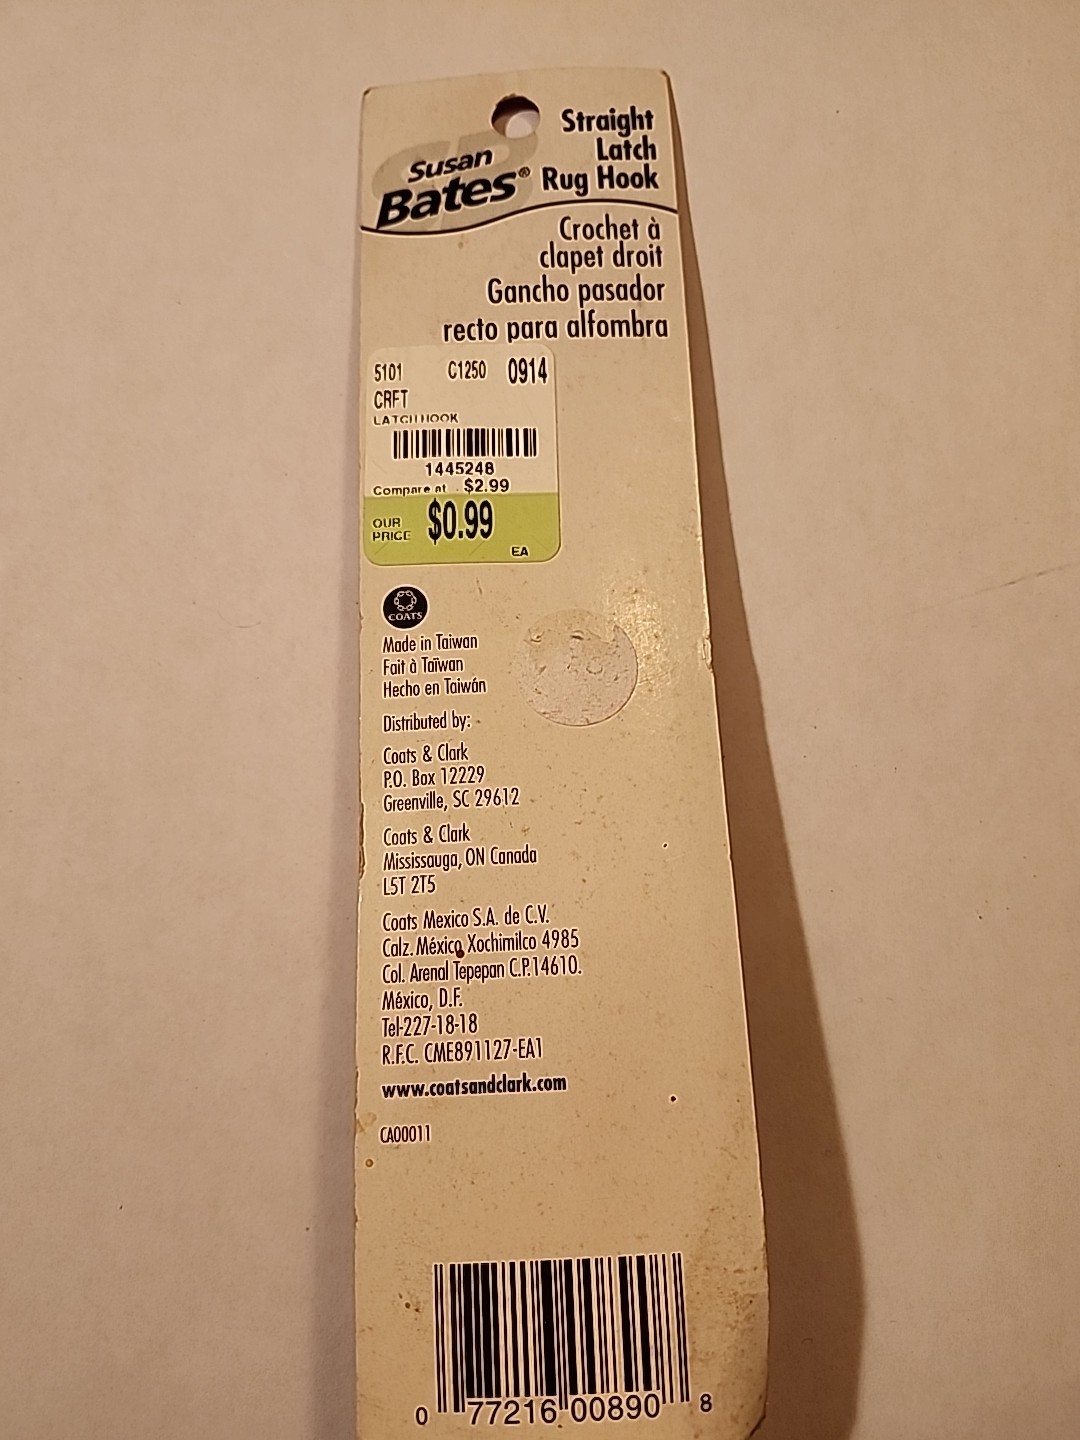 Susan
Bates®
Straight
Latch
Rug Hook
Crochet à
clapet droit
Gancho pasador
recto para alfombra
5101 C1250 0914
CRFT
LATCH HOOK
1445248
Compare at $2.99
OUR
PRICE $0.99
EA
COATS
Made in Taiwan
Fait à Taïwan
Hecho en Taiwán
Distributed by:
Coats & Clark
P.O. Box 12229
Greenville, SC 29612
Coats & Clark
Mississauga, ON Canada
L5T 2T5
Coats Mexico S.A. de C.V.
Calz. México Xochimilco 4985
Col. Arenal Tepepan C.P.14610.
México, D.F.
Tel-227-18-18
R.F.C. CME891127-EA1
www.coatsandclark.com
CA00011
0 77216 00890 8